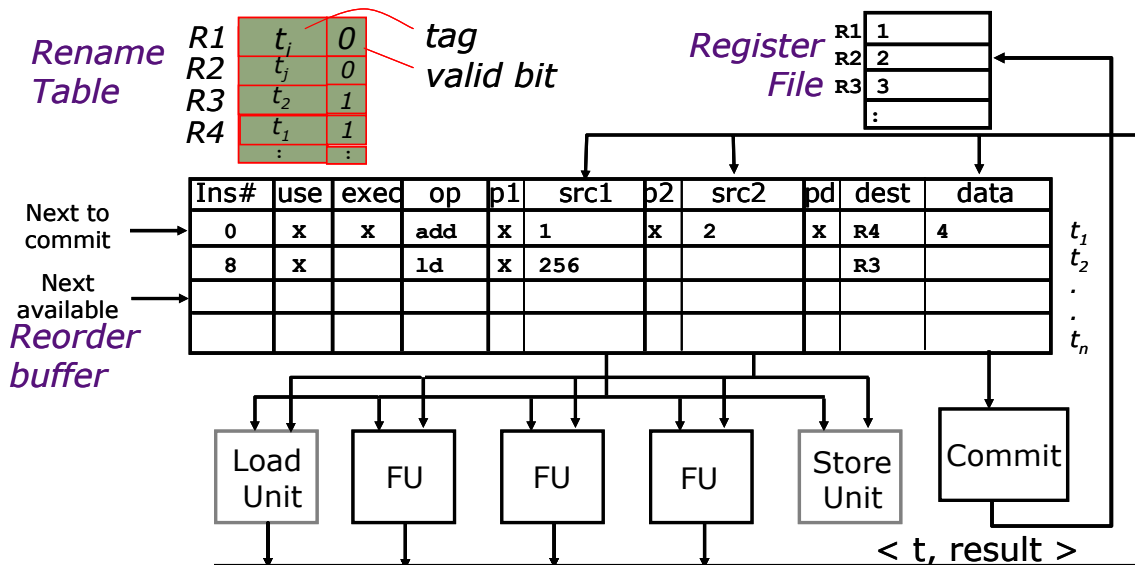 Rename
Table
R1 t_i 0
R2 t_j 0
R3 t_2 1
R4 t_1 1
: :
tag
valid bit
Register
File
R1 1
R2 2
R3 3
:
Ins# use exec op p1 src1 p2 src2 pd dest data
Next to
commit
0 x x add x 1 x 2 x R4 4
t_1
8 x ld x 256 R3
t_2
Next
available
.
.
t_n
Reorder
buffer
Load
Unit
FU
FU
FU
Store
Unit
Commit
< t, result >